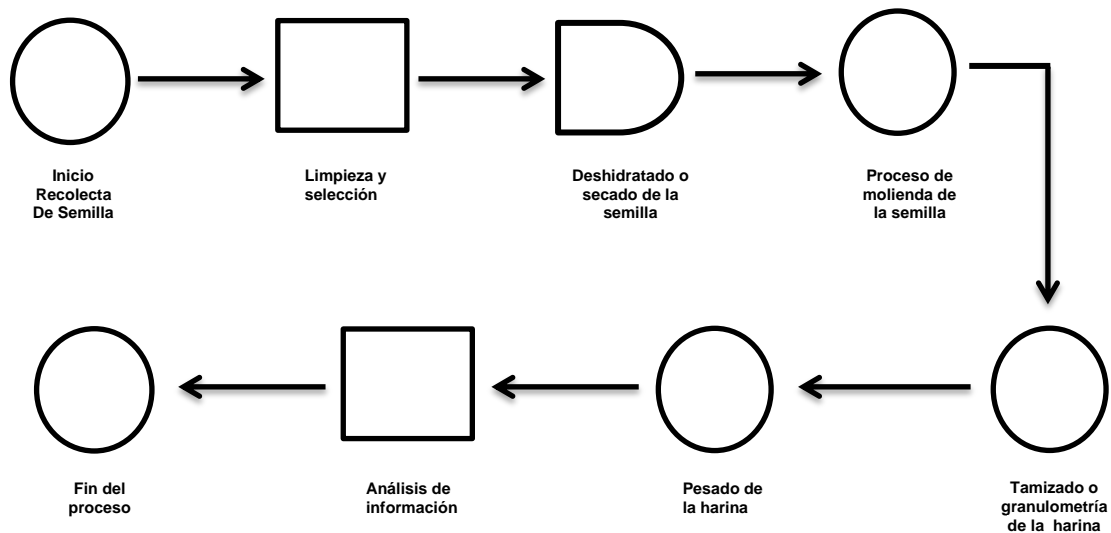 Inicio
Recolecta
De Semilla
Limpieza y
selección
Deshidratado o
secado de la
semilla
Proceso de
molienda de
la semilla
Fin del
proceso
Análisis de
información
Pesado de
la harina
Tamizado o
granulometría
de la harina